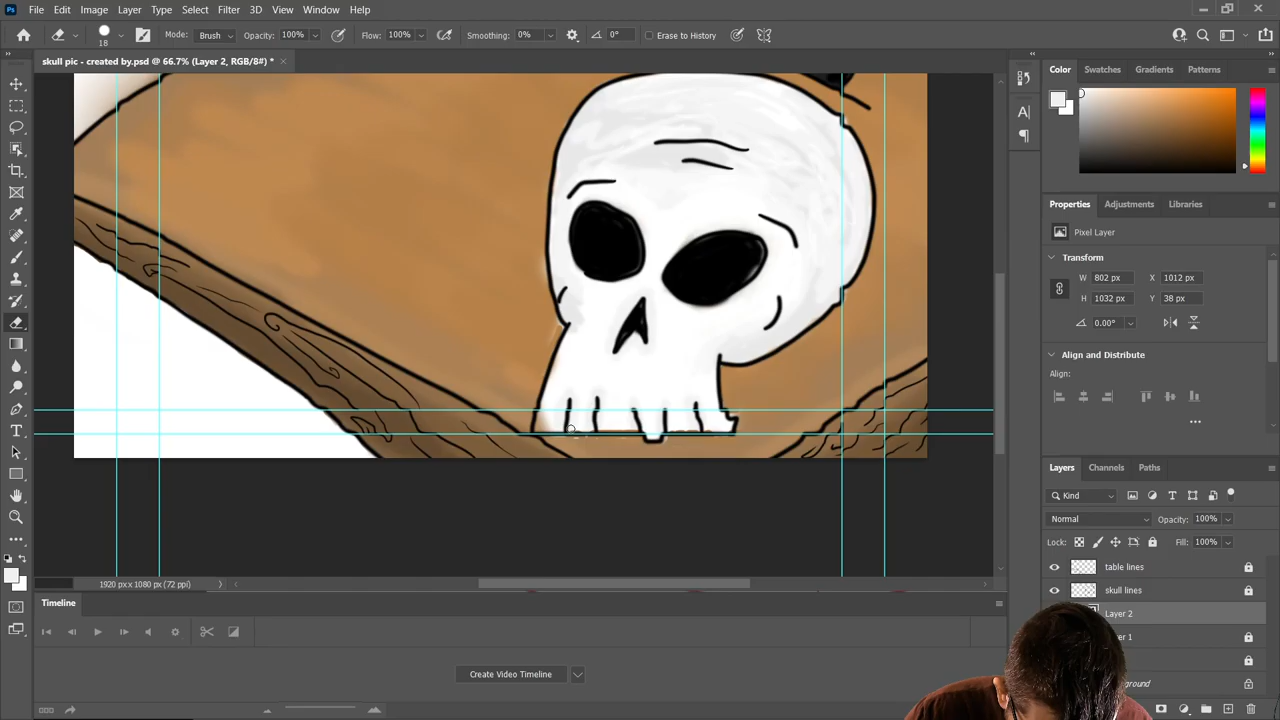 Ps File Edit Image Layer Type Select Filter 3D View Window Help
18 Mode: Brush Opacity: 100% Flow: 100% Smoothing: 0% 0° Erase to History
skull pic - created by.psd @ 66.7% (Layer 2, RGB/8#) *
Color Swatches Gradients Patterns
Properties Adjustments Libraries
Pixel Layer
Transform
W 802 px X 1012 px
H 1032 px Y 38 px
0.00°
Align and Distribute
Align:
Layers Channels Paths
Kind
Normal Opacity: 100%
Lock: Fill: 100%
table lines
skull lines
Layer 2
1920 px x 1080 px (72 ppi)
Timeline
Create Video Timeline